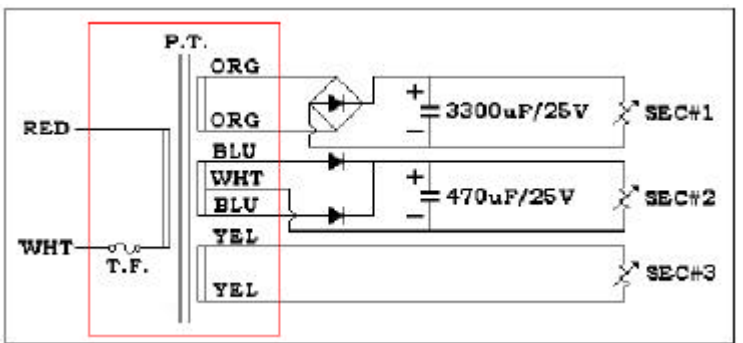 P.T.
ORG
ORG
RED
BLU
WHT
BLU
WHT
T.F.
YEL
YEL
+
3300uF/25V
SEC#1
-
+
470uF/25V
SEC#2
-
SEC#3